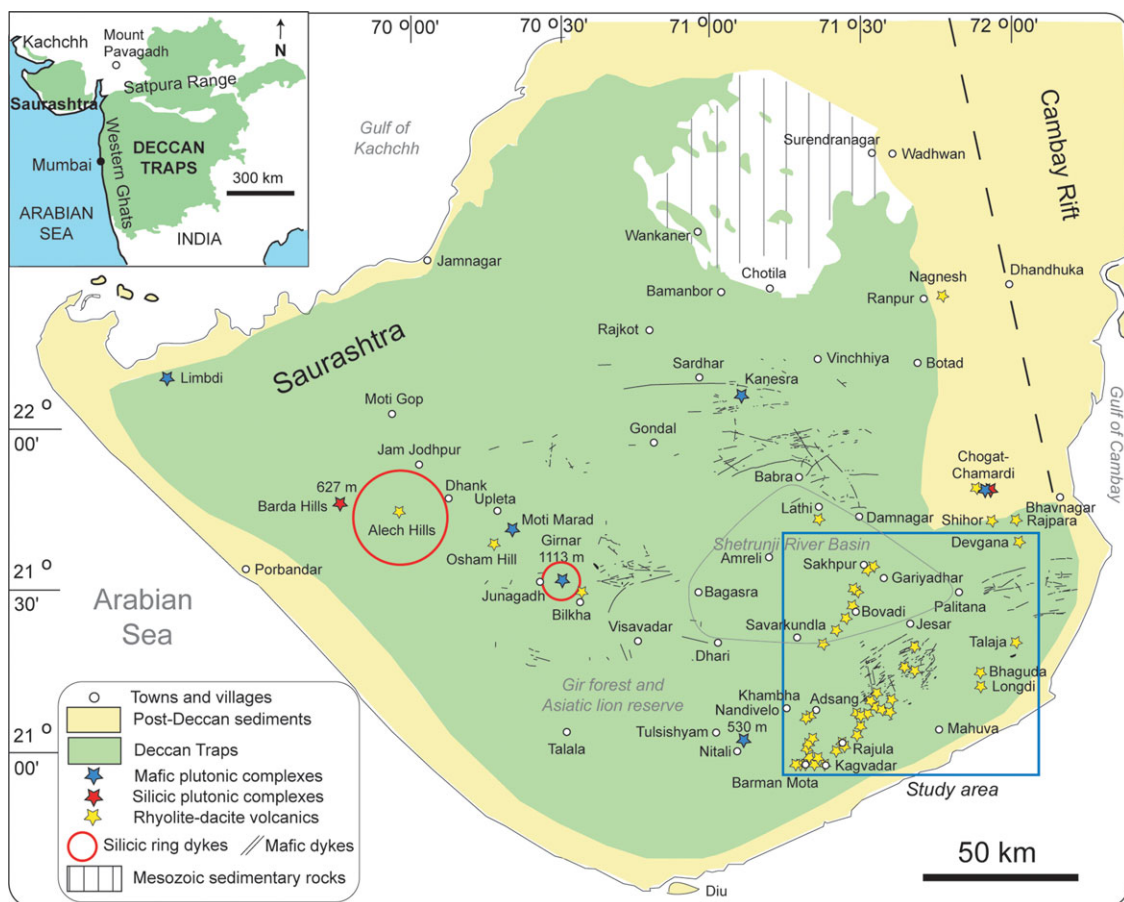 70° 00'
70° 30'
71° 00'
71° 30'
72° 00'
Kachchh
Mount
Pavagadh
N
Satpura Range
Saurashtra
Western Ghats
DECCAN
TRAPS
Mumbai
300 km
ARABIAN
SEA
INDIA
Gulf of
Kachchh
Surendranagar
Wadhwan
Cambay Rift
Wankaner
Jamnagar
Chotila
Nagnesh
Dhandhuka
Bamanbor
Ranpur
Rajkot
Saurashtra
Vinchhiya
Botad
Limbdi
Sardhar
Kanesra
Moti Gop
22°
00'
Gondal
Gulf of Cambay
Jam Jodhpur
Chogat-
Chamardi
627 m
Barda Hills
Dhank
Babra
Upleta
Bhavnagar
Alech Hills
Moti Marad
Lathi
Damnagar
Shihor
Rajpara
Osham Hill
Girnar
1113 m
Shetrunji River Basin
Devgana
Amreli
Sakhpur
Porbandar
Gariyadhar
21°
30'
Junagadh
Bagasra
Palitana
Bilkha
Bovadi
Arabian
Sea
Visavadar
Savarkundla
Jesar
Dhari
Talaja
Bhaguda
Longdi
Gir forest and
Asiatic lion reserve
Khambha
Adsang
Nandivelo
530 m
Talala
Tulsishyam
Mahuva
21°
00'
Nitali
Rajula
Kagvadar
Barman Mota
Study area
50 km
Diu
Towns and villages
Post-Deccan sediments
Deccan Traps
Mafic plutonic complexes
Silicic plutonic complexes
Rhyolite-dacite volcanics
Silicic ring dykes
Mafic dykes
Mesozoic sedimentary rocks